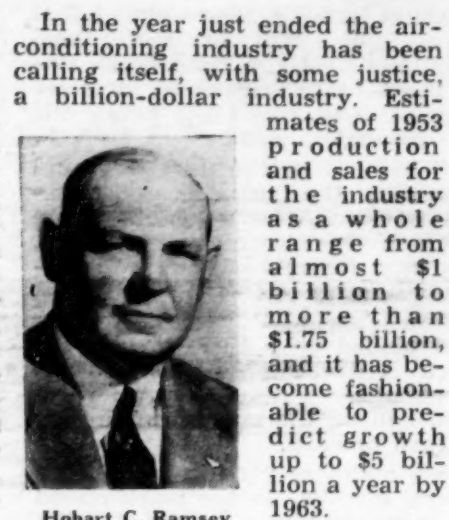 In the year just ended the air-
conditioning industry has been
calling itself, with some justice,
a billion-dollar industry. Esti-
mates of 1953
production
and sales for
the industry
as a whole
range from
almost $1
billion to
more than
$1.75 billion,
and it has be-
come fashion-
able to pre-
dict growth
up to $5 bil-
lion a year by
1963.
Hobart C. Ramsey